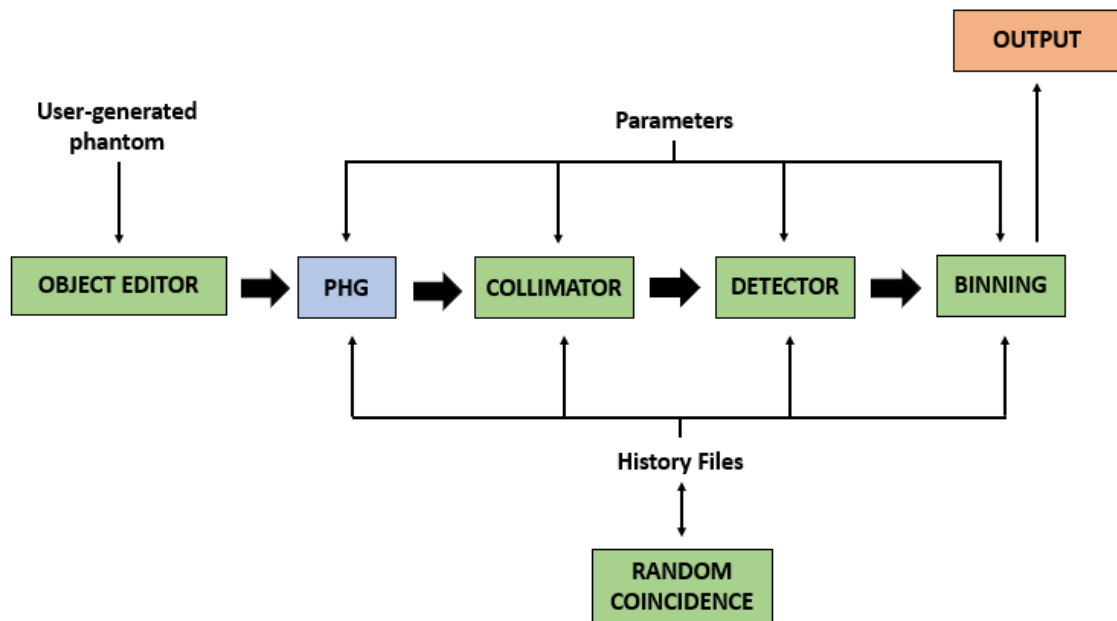 OUTPUT
User-generated
phantom
Parameters
OBJECT EDITOR
PHG
COLLIMATOR
DETECTOR
BINNING
History Files
RANDOM
COINCIDENCE